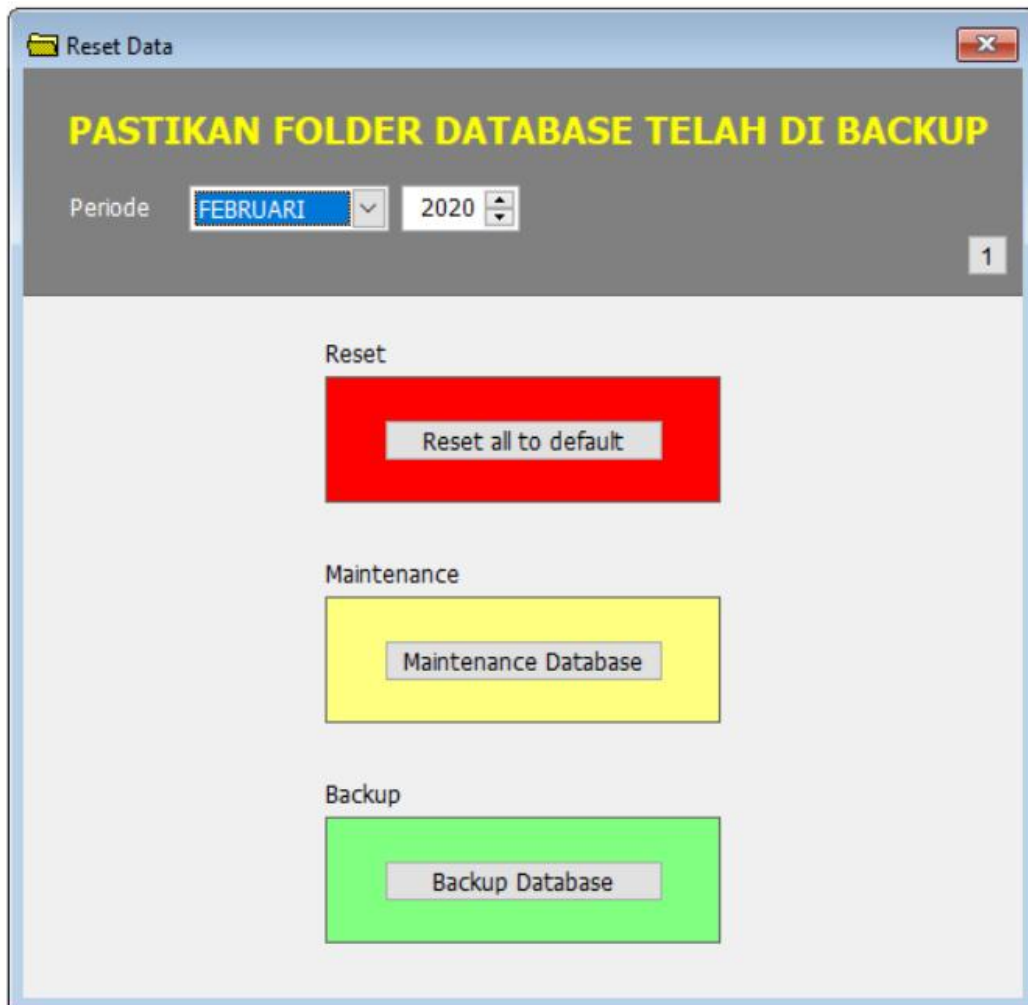 Reset Data
PASTIKAN FOLDER DATABASE TELAH DI BACKUP
Periode FEBRUARI 2020
1
Reset
Reset all to default
Maintenance
Maintenance Database
Backup
Backup Database